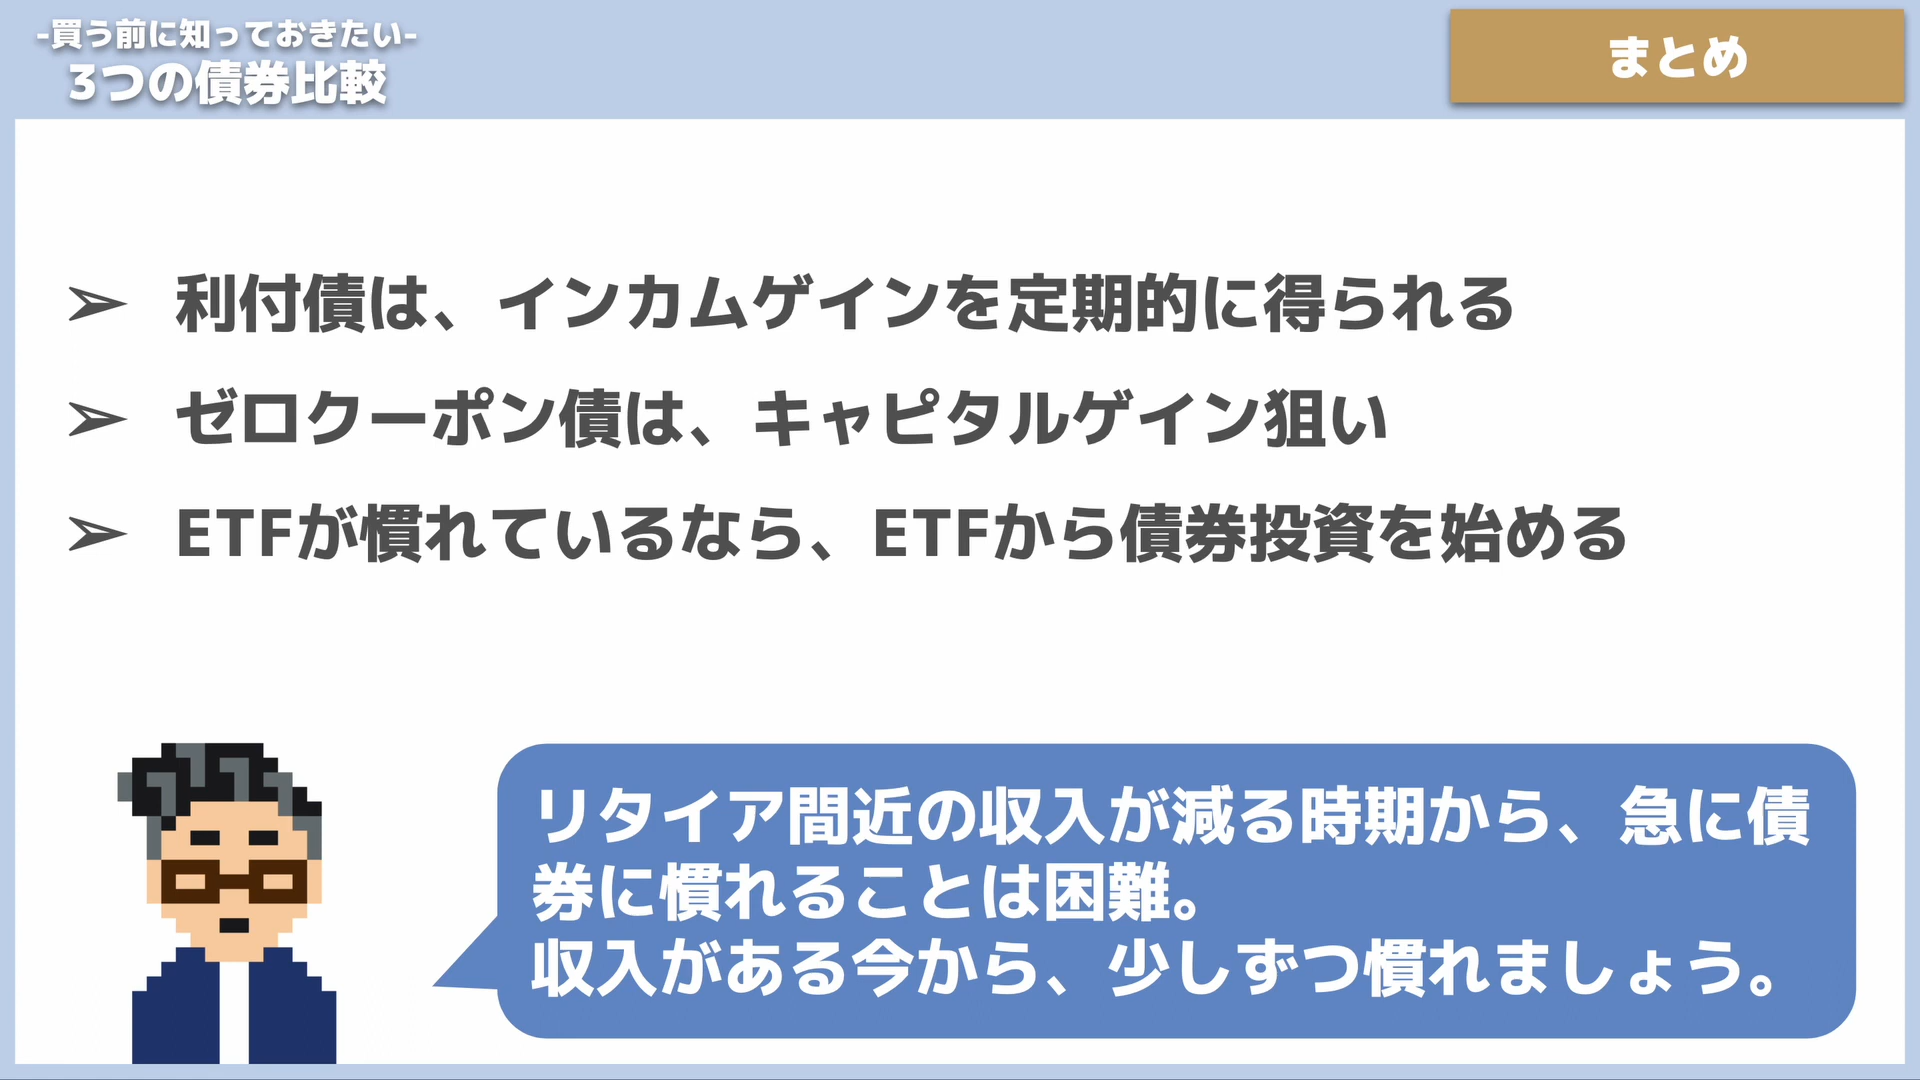 -買う前に知っておきたい-
3つの債券比較
まとめ
➢ 利付債は、インカムゲインを定期的に得られる
➢ ゼロクーポン債は、キャピタルゲイン狙い
➢ ETFが慣れているなら、ETFから債券投資を始める
リタイア間近の収入が減る時期から、急に債
券に慣れることは困難。
収入がある今から、少しずつ慣れましょう。